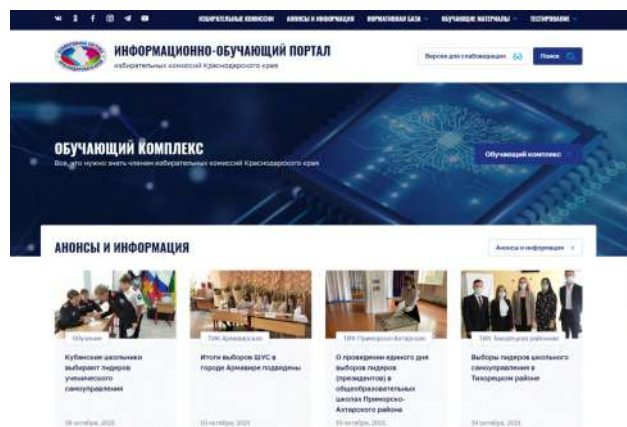 ИЗБИРАТЕЛЬНЫЕ КОМИССИИ АНОНСЫ И ИНФОРМАЦИЯ НОРМАТИВНАЯ БАЗА ОБУЧАЮЩИЕ МАТЕРИАЛЫ ТЕСТИРОВАНИЕ
ИНФОРМАЦИОННО-ОБУЧАЮЩИЙ ПОРТАЛ
избирательных комиссий Краснодарского края
Версия для слабовидящих
Поиск
ОБУЧАЮЩИЙ КОМПЛЕКС
Все, что нужно знать членам избирательных комиссий Краснодарского края
Обучающий комплекс
АНОНСЫ И ИНФОРМАЦИЯ
Анонсы и информация
Обучение
Кубанские школьники
выбирают лидеров
ученического
самоуправления
08 октября, 2021
ТИК Армавирская
Итоги выборов ШУС в
городе Армавире подведены
ТИК Приморско-Ахтарская
О проведении единого дня
выборов лидеров
(президентов) в
общеобразовательных
школах Приморско-
Ахтарского района
ТИК Тихорецкая районная
Выборы лидеров школьного
самоуправления в
Тихорецком районе